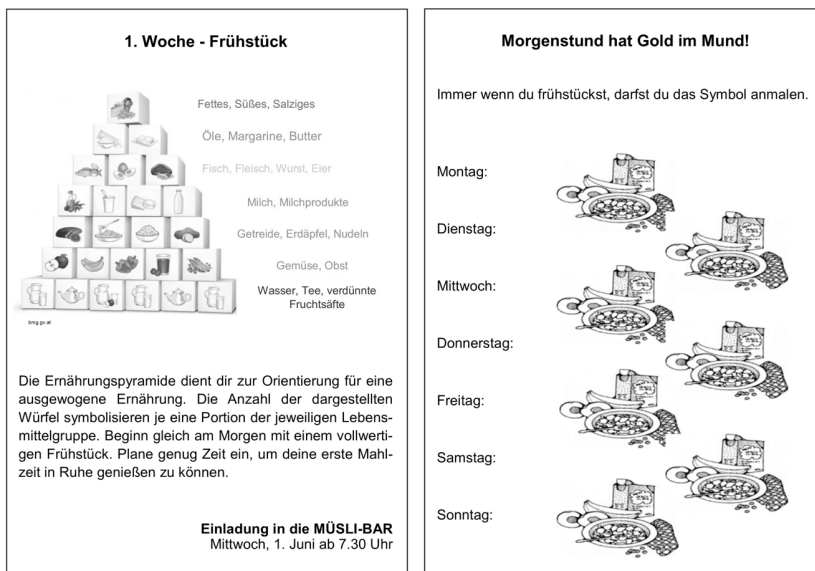 1. Woche - Frühstück
Fettes, Süßes, Salziges
Öle, Margarine, Butter
Fisch, Fleisch, Wurst, Eier
Milch, Milchprodukte
Getreide, Erdäpfel, Nudeln
Gemüse, Obst
Wasser, Tee, verdünnte
Fruchtsäfte
bmg.gv.at
Die Ernährungspyramide dient dir zur Orientierung für eine
ausgewogene Ernährung. Die Anzahl der dargestellten
Würfel symbolisieren je eine Portion der jeweiligen Lebens-
mittelgruppe. Beginn gleich am Morgen mit einem vollwerti-
gen Frühstück. Plane genug Zeit ein, um deine erste Mahl-
zeit in Ruhe genießen zu können.
Einladung in die MÜSLI-BAR
Mittwoch, 1. Juni ab 7.30 Uhr
Morgenstund hat Gold im Mund!
Immer wenn du frühstückst, darfst du das Symbol anmalen.
Montag:
Dienstag:
Mittwoch:
Donnerstag:
Freitag:
Samstag:
Sonntag: